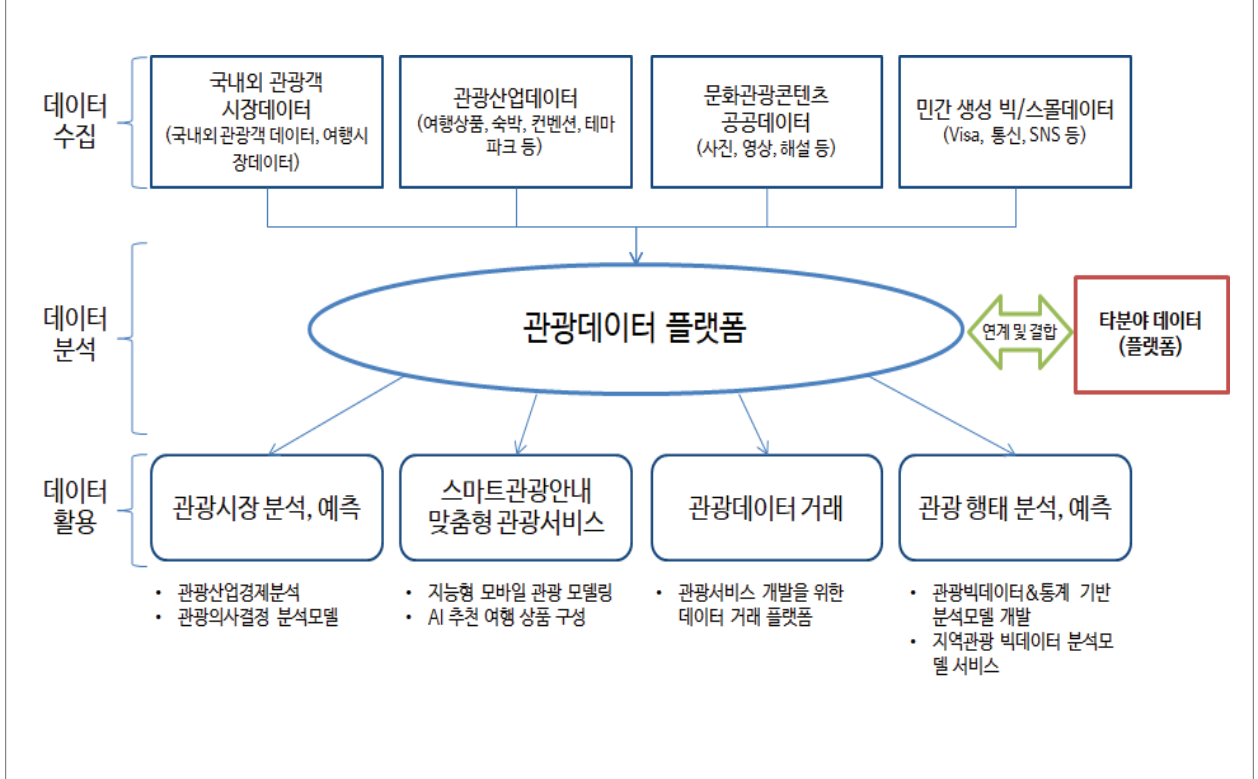 데이터
수집
국내외 관광객
시장데이터
(국내외 관광객 데이터, 여행시
장데이터)
관광산업데이터
(여행상품, 숙박, 컨벤션, 테마
파크 등)
문화관광콘텐츠
공공데이터
(사진, 영상, 해설 등)
민간 생성 빅/스몰데이터
(Visa, 통신, SNS 등)
데이터
분석
관광데이터 플랫폼
연계 및 결합
타분야 데이터
(플랫폼)
데이터
활용
관광시장 분석, 예측
스마트관광안내
맞춤형 관광서비스
관광데이터 거래
관광 행태 분석, 예측
• 관광산업경제분석
• 관광의사결정 분석모델
• 지능형 모바일 관광 모델링
• AI 추천 여행 상품 구성
• 관광서비스 개발을 위한
데이터 거래 플랫폼
• 관광빅데이터&통계 기반
분석모델 개발
• 지역관광 빅데이터 분석모
델 서비스